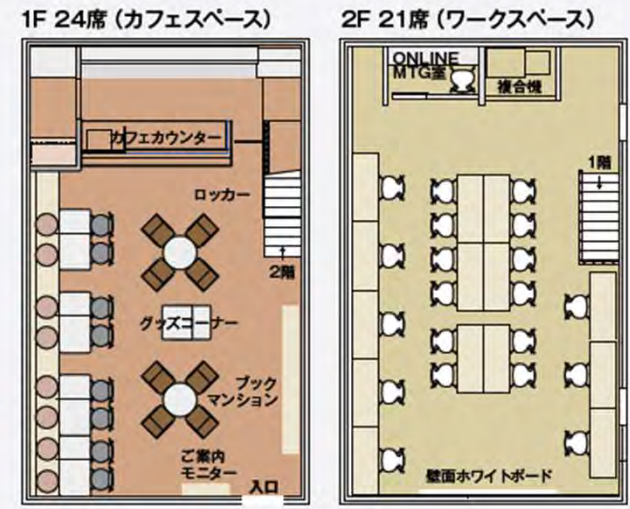 1F 24席（カフェスペース）
カフェカウンター
ロッカー
2階
グッズコーナー
ブック
マンション
ご案内
モニター
入口
2F 21席（ワークスペース）
ONLINE
MTG室
複合機
1階
壁面ホワイトボード